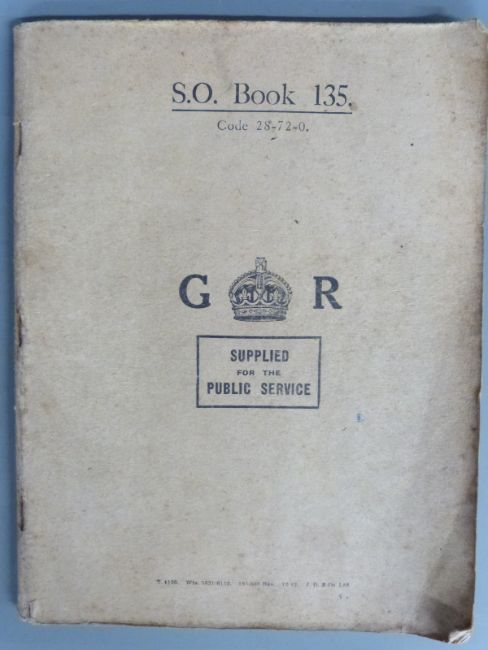 S.O. Book 135.
Code 28-72-0.
G R
SUPPLIED
FOR THE
PUBLIC SERVICE